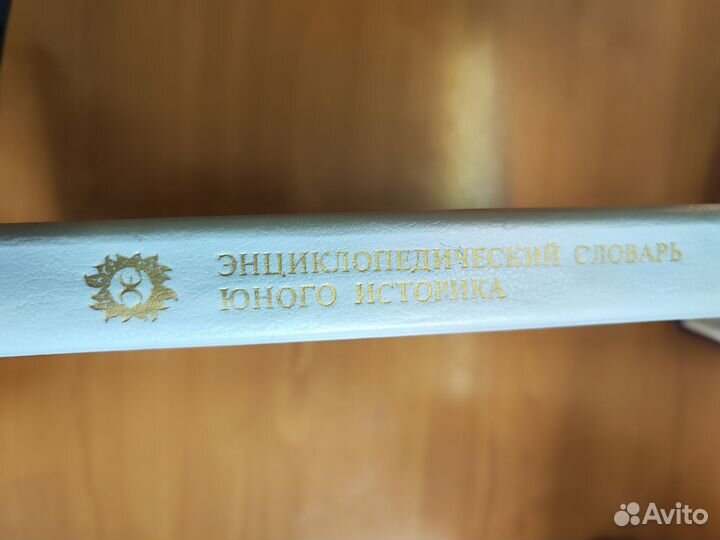 ЭНЦИКЛОПЕДИЧЕСКИЙ СЛОВАРЬ
ЮНОГО ИСТОРИКА
Avito